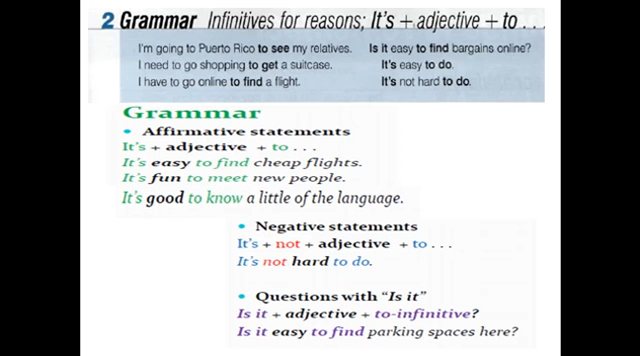 2 Grammar Infinitives for reasons; It's + adjective + to . . .
I'm going to Puerto Rico to see my relatives.
I need to go shopping to get a suitcase.
I have to go online to find a flight.
Is it easy to find bargains online?
It's easy to do.
It's not hard to do.
Grammar
• Affirmative statements
It's + adjective + to . . .
It's easy to find cheap flights.
It's fun to meet new people.
It's good to know a little of the language.
• Negative statements
It's + not + adjective + to . . .
It's not hard to do.
• Questions with “Is it”
Is it + adjective + to-infinitive?
Is it easy to find parking spaces here?